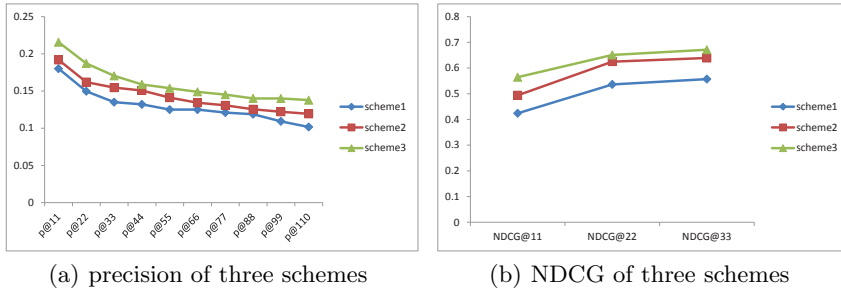 0.25
0.2
0.15
0.1
0.05
0
p@11
p@22
p@33
p@44
p@55
p@66
p@77
p@88
p@99
p@110
scheme1
scheme2
scheme3
(a) precision of three schemes
0.8
0.7
0.6
0.5
0.4
0.3
0.2
0.1
0
NDCG@11
NDCG@22
NDCG@33
scheme1
scheme2
scheme3
(b) NDCG of three schemes